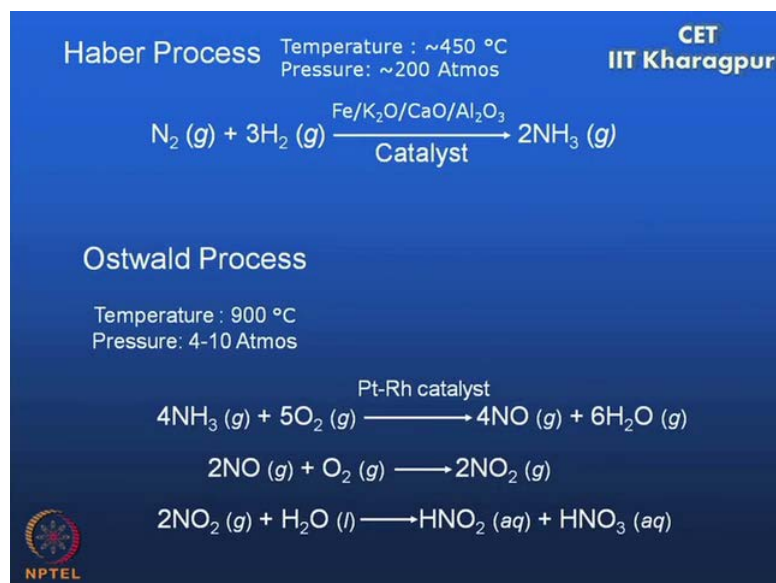 Haber Process
Temperature : ~450 °C
Pressure: ~200 Atmos
CET
IIT Kharagpur
Fe/K₂O/CaO/Al₂O₃
N₂ (g) + 3H₂ (g) ⟶ 2NH₃ (g)
Catalyst
Ostwald Process
Temperature : 900 °C
Pressure: 4-10 Atmos
Pt-Rh catalyst
4NH₃ (g) + 5O₂ (g) ⟶ 4NO (g) + 6H₂O (g)
2NO (g) + O₂ (g) ⟶ 2NO₂ (g)
2NO₂ (g) + H₂O (l) ⟶ HNO₂ (aq) + HNO₃ (aq)
NPTEL